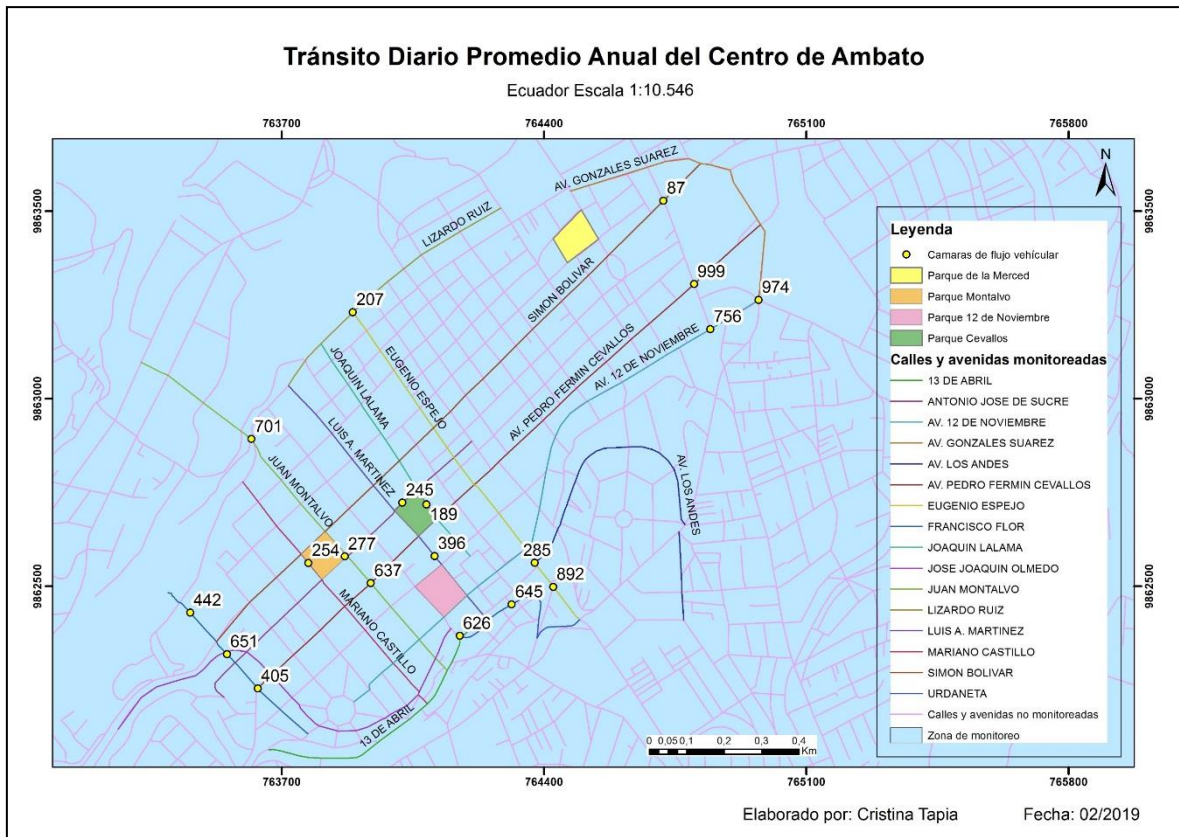 Tránsito Diario Promedio Anual del Centro de Ambato
Ecuador Escala 1:10.546
763700
764400
765100
765800
9863500
9863000
9862500
9863500
9863000
9862500
763700
764400
765100
765800
N
AV. GONZALES SUAREZ
87
LIZARDO RUIZ
SIMON BOLIVAR
999
974
207
756
AV. 12 DE NOVIEMBRE
EUGENIO ESPEJO
JOAQUIN LALAMA
AV. PEDRO FERMIN CEVALLOS
LUIS A. MARTINEZ
701
JUAN MONTALVO
AV. LOS ANDES
245
189
254
277
396
285
637
892
645
442
MARIANO CASTILLO
626
651
405
13 DE ABRIL
Leyenda
Camaras de flujo vehícular
Parque de la Merced
Parque Montalvo
Parque 12 de Noviembre
Parque Cevallos
Calles y avenidas monitoreadas
13 DE ABRIL
ANTONIO JOSE DE SUCRE
AV. 12 DE NOVIEMBRE
AV. GONZALES SUAREZ
AV. LOS ANDES
AV. PEDRO FERMIN CEVALLOS
EUGENIO ESPEJO
FRANCISCO FLOR
JOAQUIN LALAMA
JOSE JOAQUIN OLMEDO
JUAN MONTALVO
LIZARDO RUIZ
LUIS A. MARTINEZ
MARIANO CASTILLO
SIMON BOLIVAR
URDANETA
Calles y avenidas no monitoreadas
Zona de monitoreo
0 0,05 0,1 0,2 0,3 0,4
Km
Elaborado por: Cristina Tapia Fecha: 02/2019